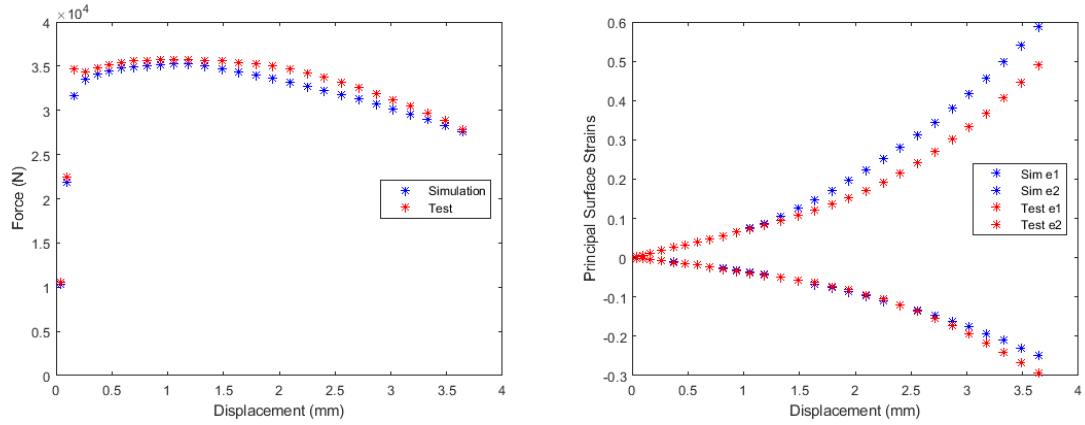 ×10⁴
4
3.5
3
2.5
2
1.5
1
0.5
0
0 0.5 1 1.5 2 2.5 3 3.5 4
Force (N)
Displacement (mm)
Simulation
Test
0.6
0.5
0.4
0.3
0.2
0.1
0
-0.1
-0.2
-0.3
0 0.5 1 1.5 2 2.5 3 3.5 4
Principal Surface Strains
Displacement (mm)
Sim e1
Sim e2
Test e1
Test e2